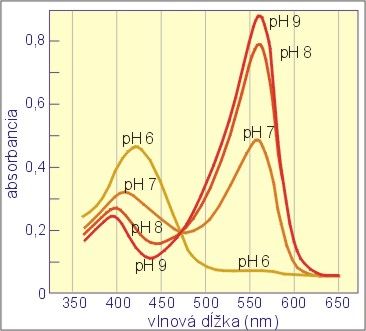 absorbancia
0,8
0,6
0,4
0,2
0
pH 9
pH 8
pH 7
pH 6
pH 6
pH 7
pH 8
pH 9
350 400 450 500 550 600 650
vlnová dĺžka (nm)